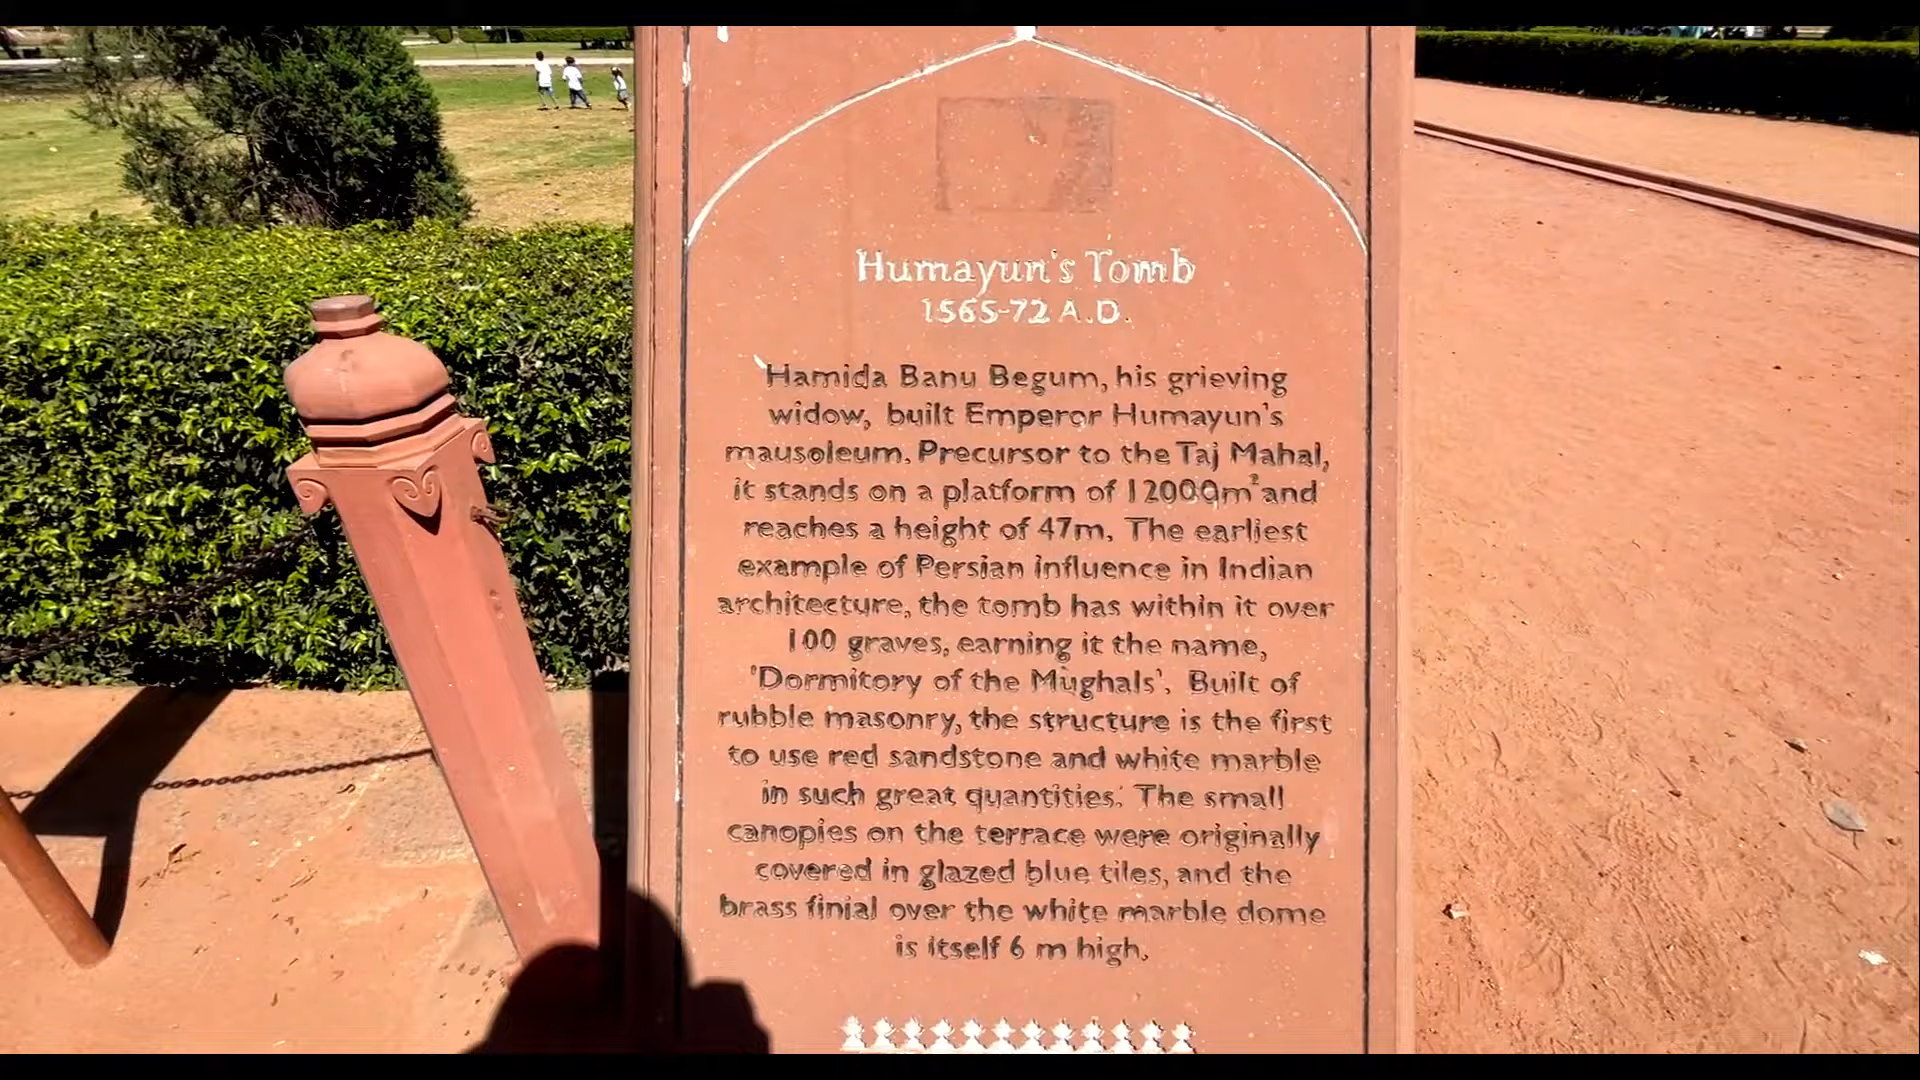 Humayun's Tomb
1565-72 A.D.
Hamida Banu Begum, his grieving
widow, built Emperor Humayun's
mausoleum. Precursor to the Taj Mahal,
it stands on a platform of 12000m² and
reaches a height of 47m. The earliest
example of Persian influence in Indian
architecture, the tomb has within it over
100 graves, earning it the name,
'Dormitory of the Mughals'. Built of
rubble masonry, the structure is the first
to use red sandstone and white marble
in such great quantities. The small
canopies on the terrace were originally
covered in glazed blue tiles, and the
brass finial over the white marble dome
is itself 6 m high.